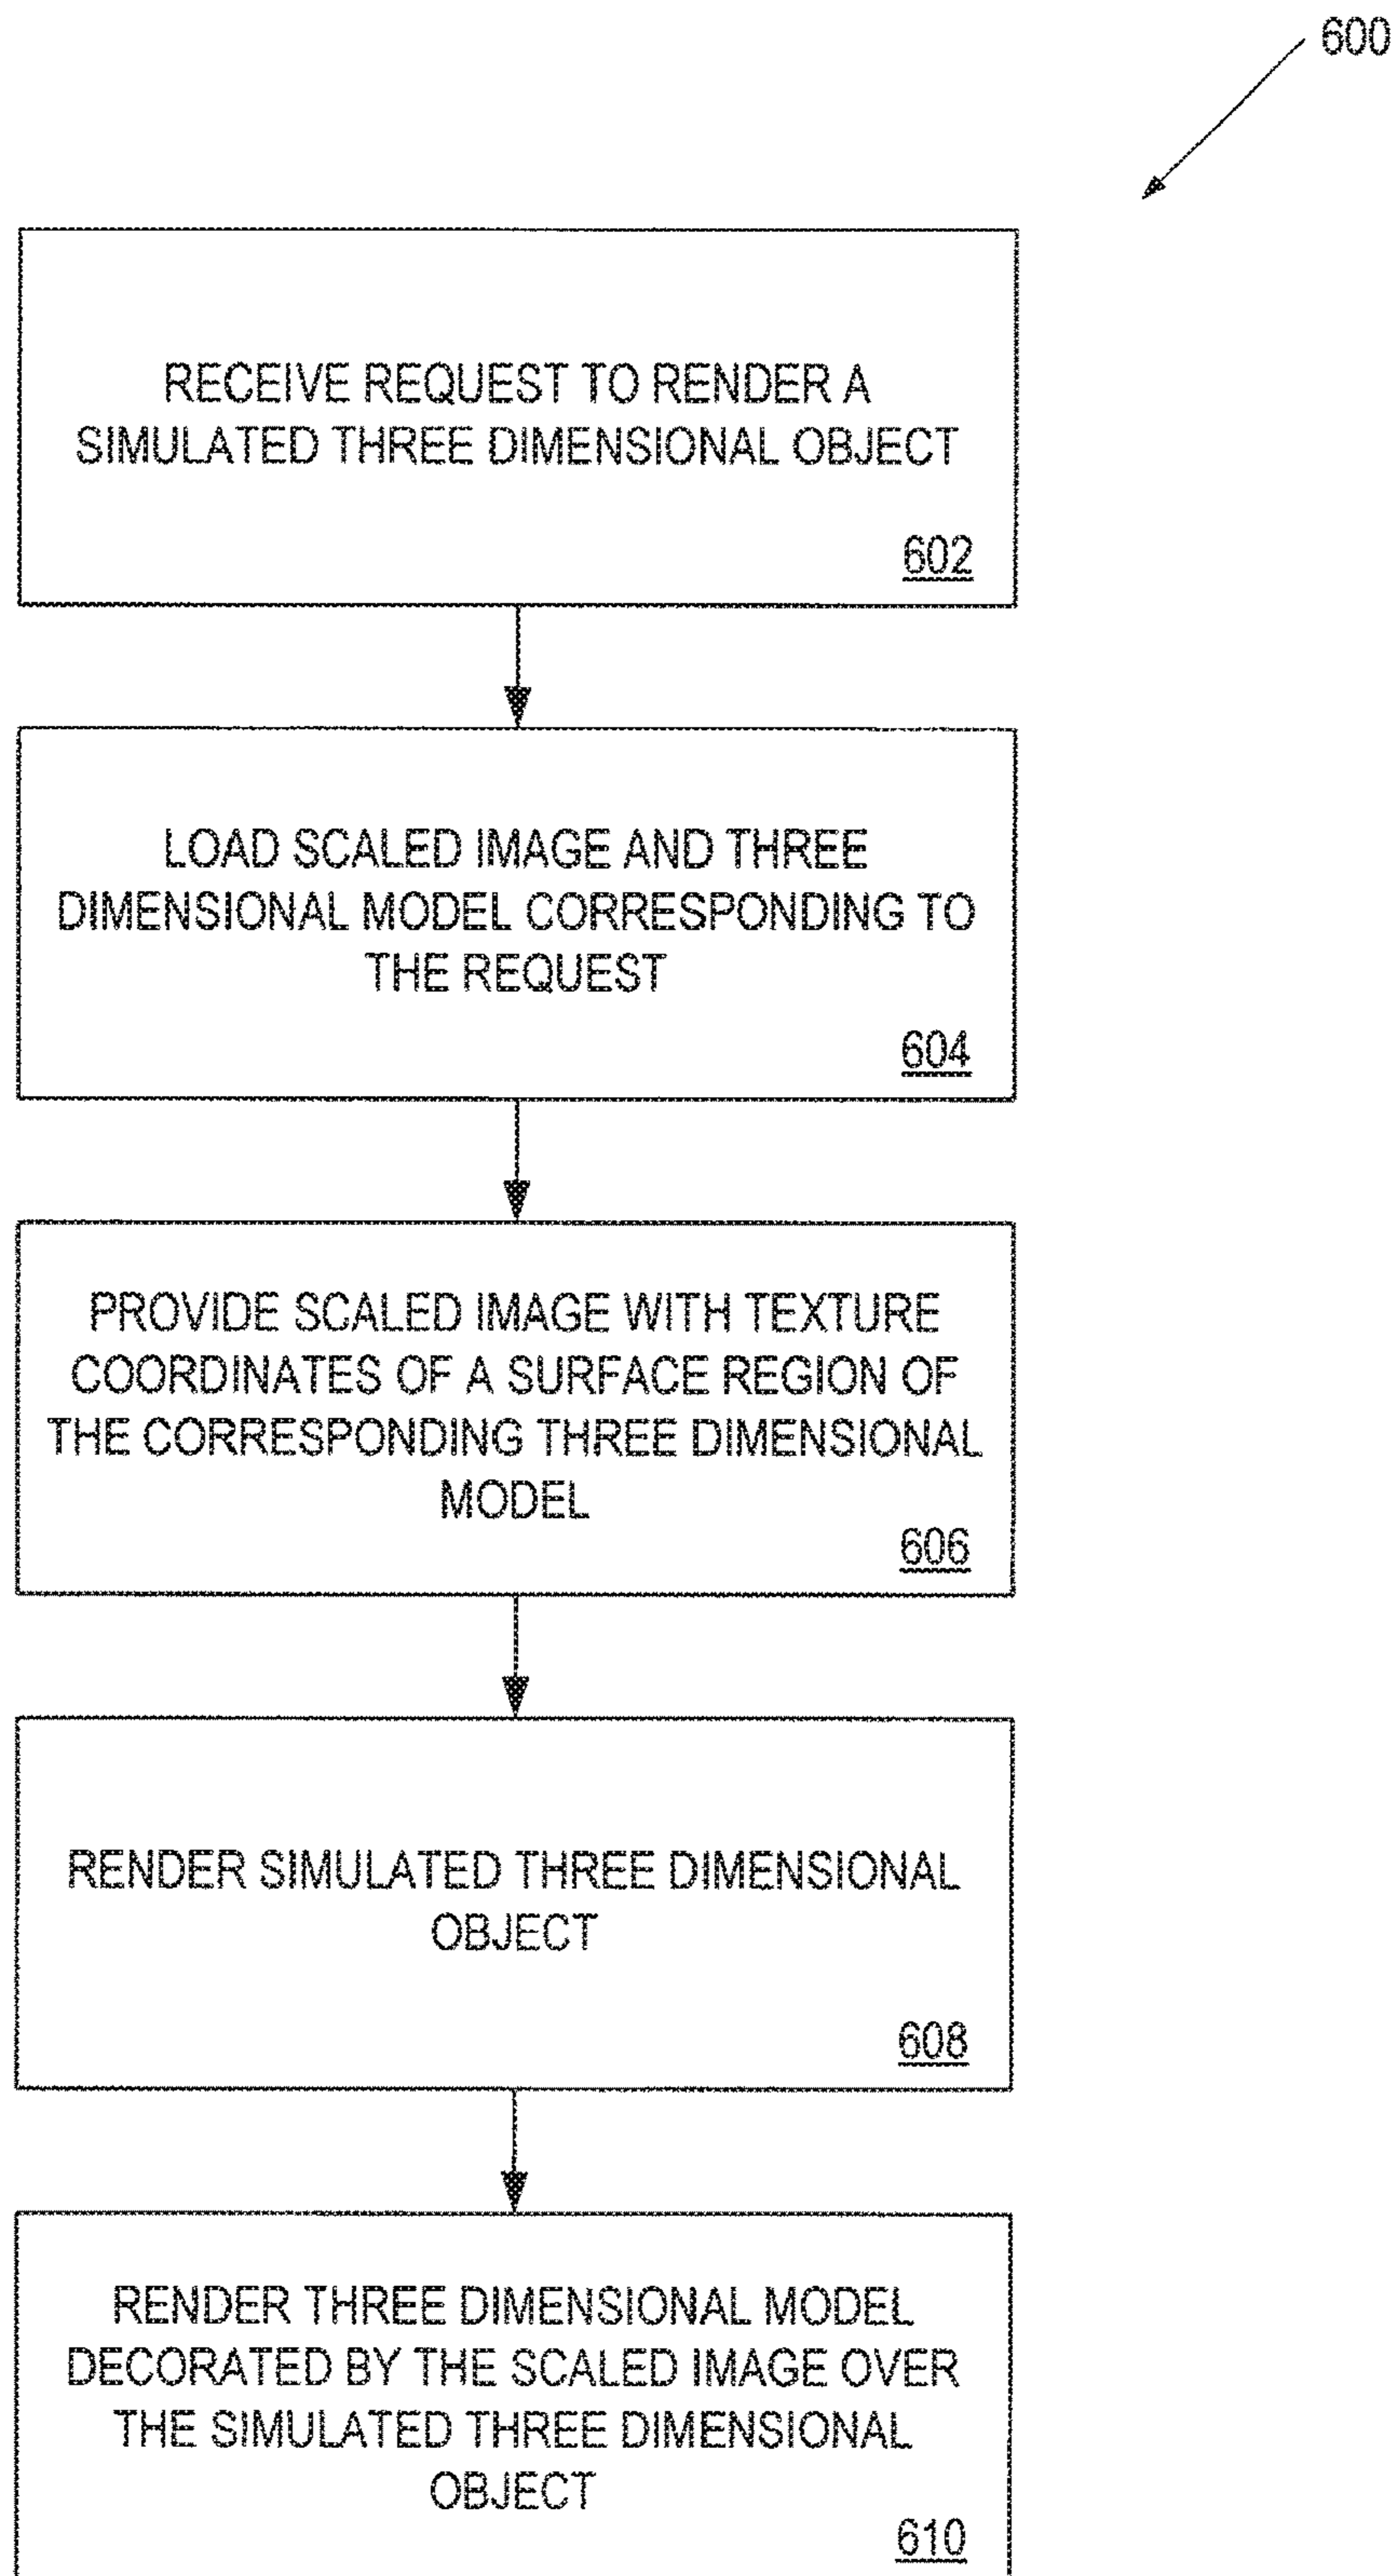 600
RECEIVE REQUEST TO RENDER A
SIMULATED THREE DIMENSIONAL OBJECT
602
LOAD SCALED IMAGE AND THREE
DIMENSIONAL MODEL CORRESPONDING TO
THE REQUEST
604
PROVIDE SCALED IMAGE WITH TEXTURE
COORDINATES OF A SURFACE REGION OF
THE CORRESPONDING THREE DIMENSIONAL
MODEL
606
RENDER SIMULATED THREE DIMENSIONAL
OBJECT
608
RENDER THREE DIMENSIONAL MODEL
DECORATED BY THE SCALED IMAGE OVER
THE SIMULATED THREE DIMENSIONAL
OBJECT
610